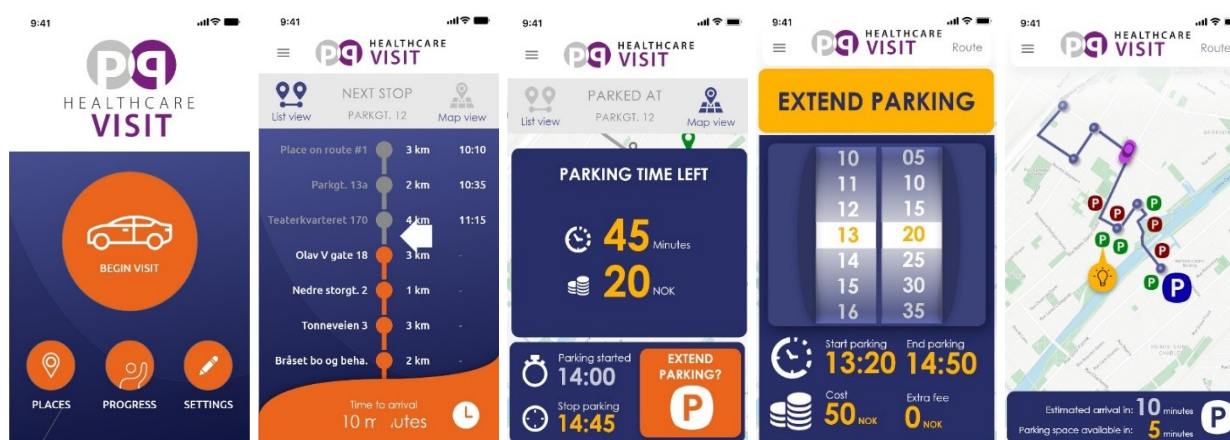 9:41
PQ
HEALTHCARE
VISIT
BEGIN VISIT
PLACES PROGRESS SETTINGS
9:41
PQ HEALTHCARE
VISIT
NEXT STOP
PARKGT. 12
List view Map view
Place on route #1 3 km 10:10
Parkgt. 13a 2 km 10:35
Teaterkvarteret 170 4 km 11:15
Olav V gate 18 3 km -
Nedre storgt. 2 1 km
Tonneveien 3 3 km -
Bråset bo og beha. 2 km
Time to arrival
10
9:41
PQ HEALTHCARE
VISIT
PARKED AT
PARKGT. 12
List view Map view
PARKING TIME LEFT
45 Minutes
20 NOK
Parking started
14:00
Stop parking
14:45
EXTEND
PARKING?
P
9:41
PQ HEALTHCARE
VISIT
Route
EXTEND PARKING
10 05
11 10
12 15
13 20
14 25
15 30
16 35
Start parking End parking
13:20 14:50
Cost Extra fee
50 NOK 0 NOK
9:41
PQ HEALTHCARE
VISIT
Route
P P
P
P P P
P P
Estimated arrival in: 10 minutes
Parking space available in: 5 minutes
P